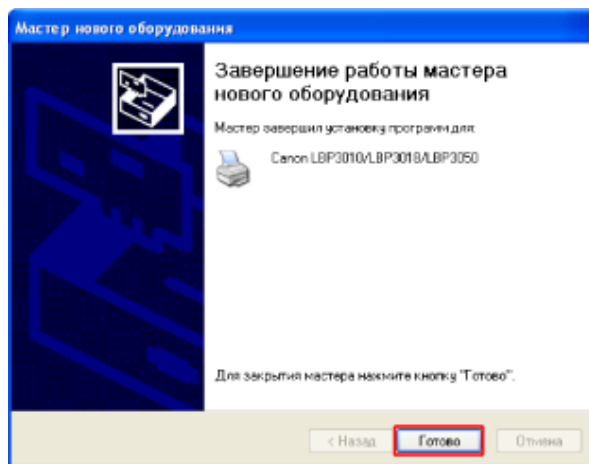 Мастер нового оборудования
Завершение работы мастера
нового оборудования
Мастер завершил установку программ для:
Canon LBP3010/LBP3018/LBP3050
Для закрытия мастера нажмите кнопку "Готово".
< Назад Готово Отмена